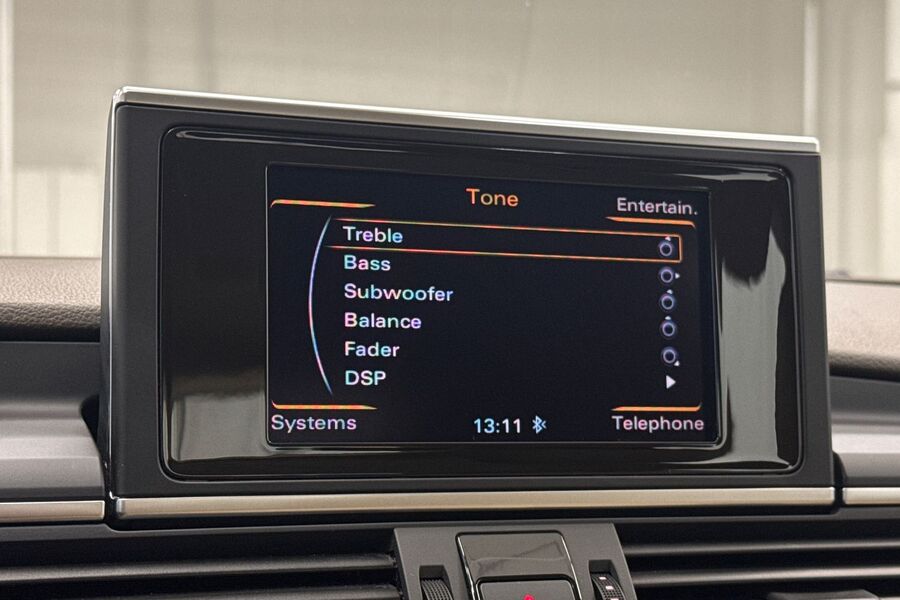 Tone
Entertain.
Treble
Bass
Subwoofer
Balance
Fader
DSP
Systems
13:11
Telephone